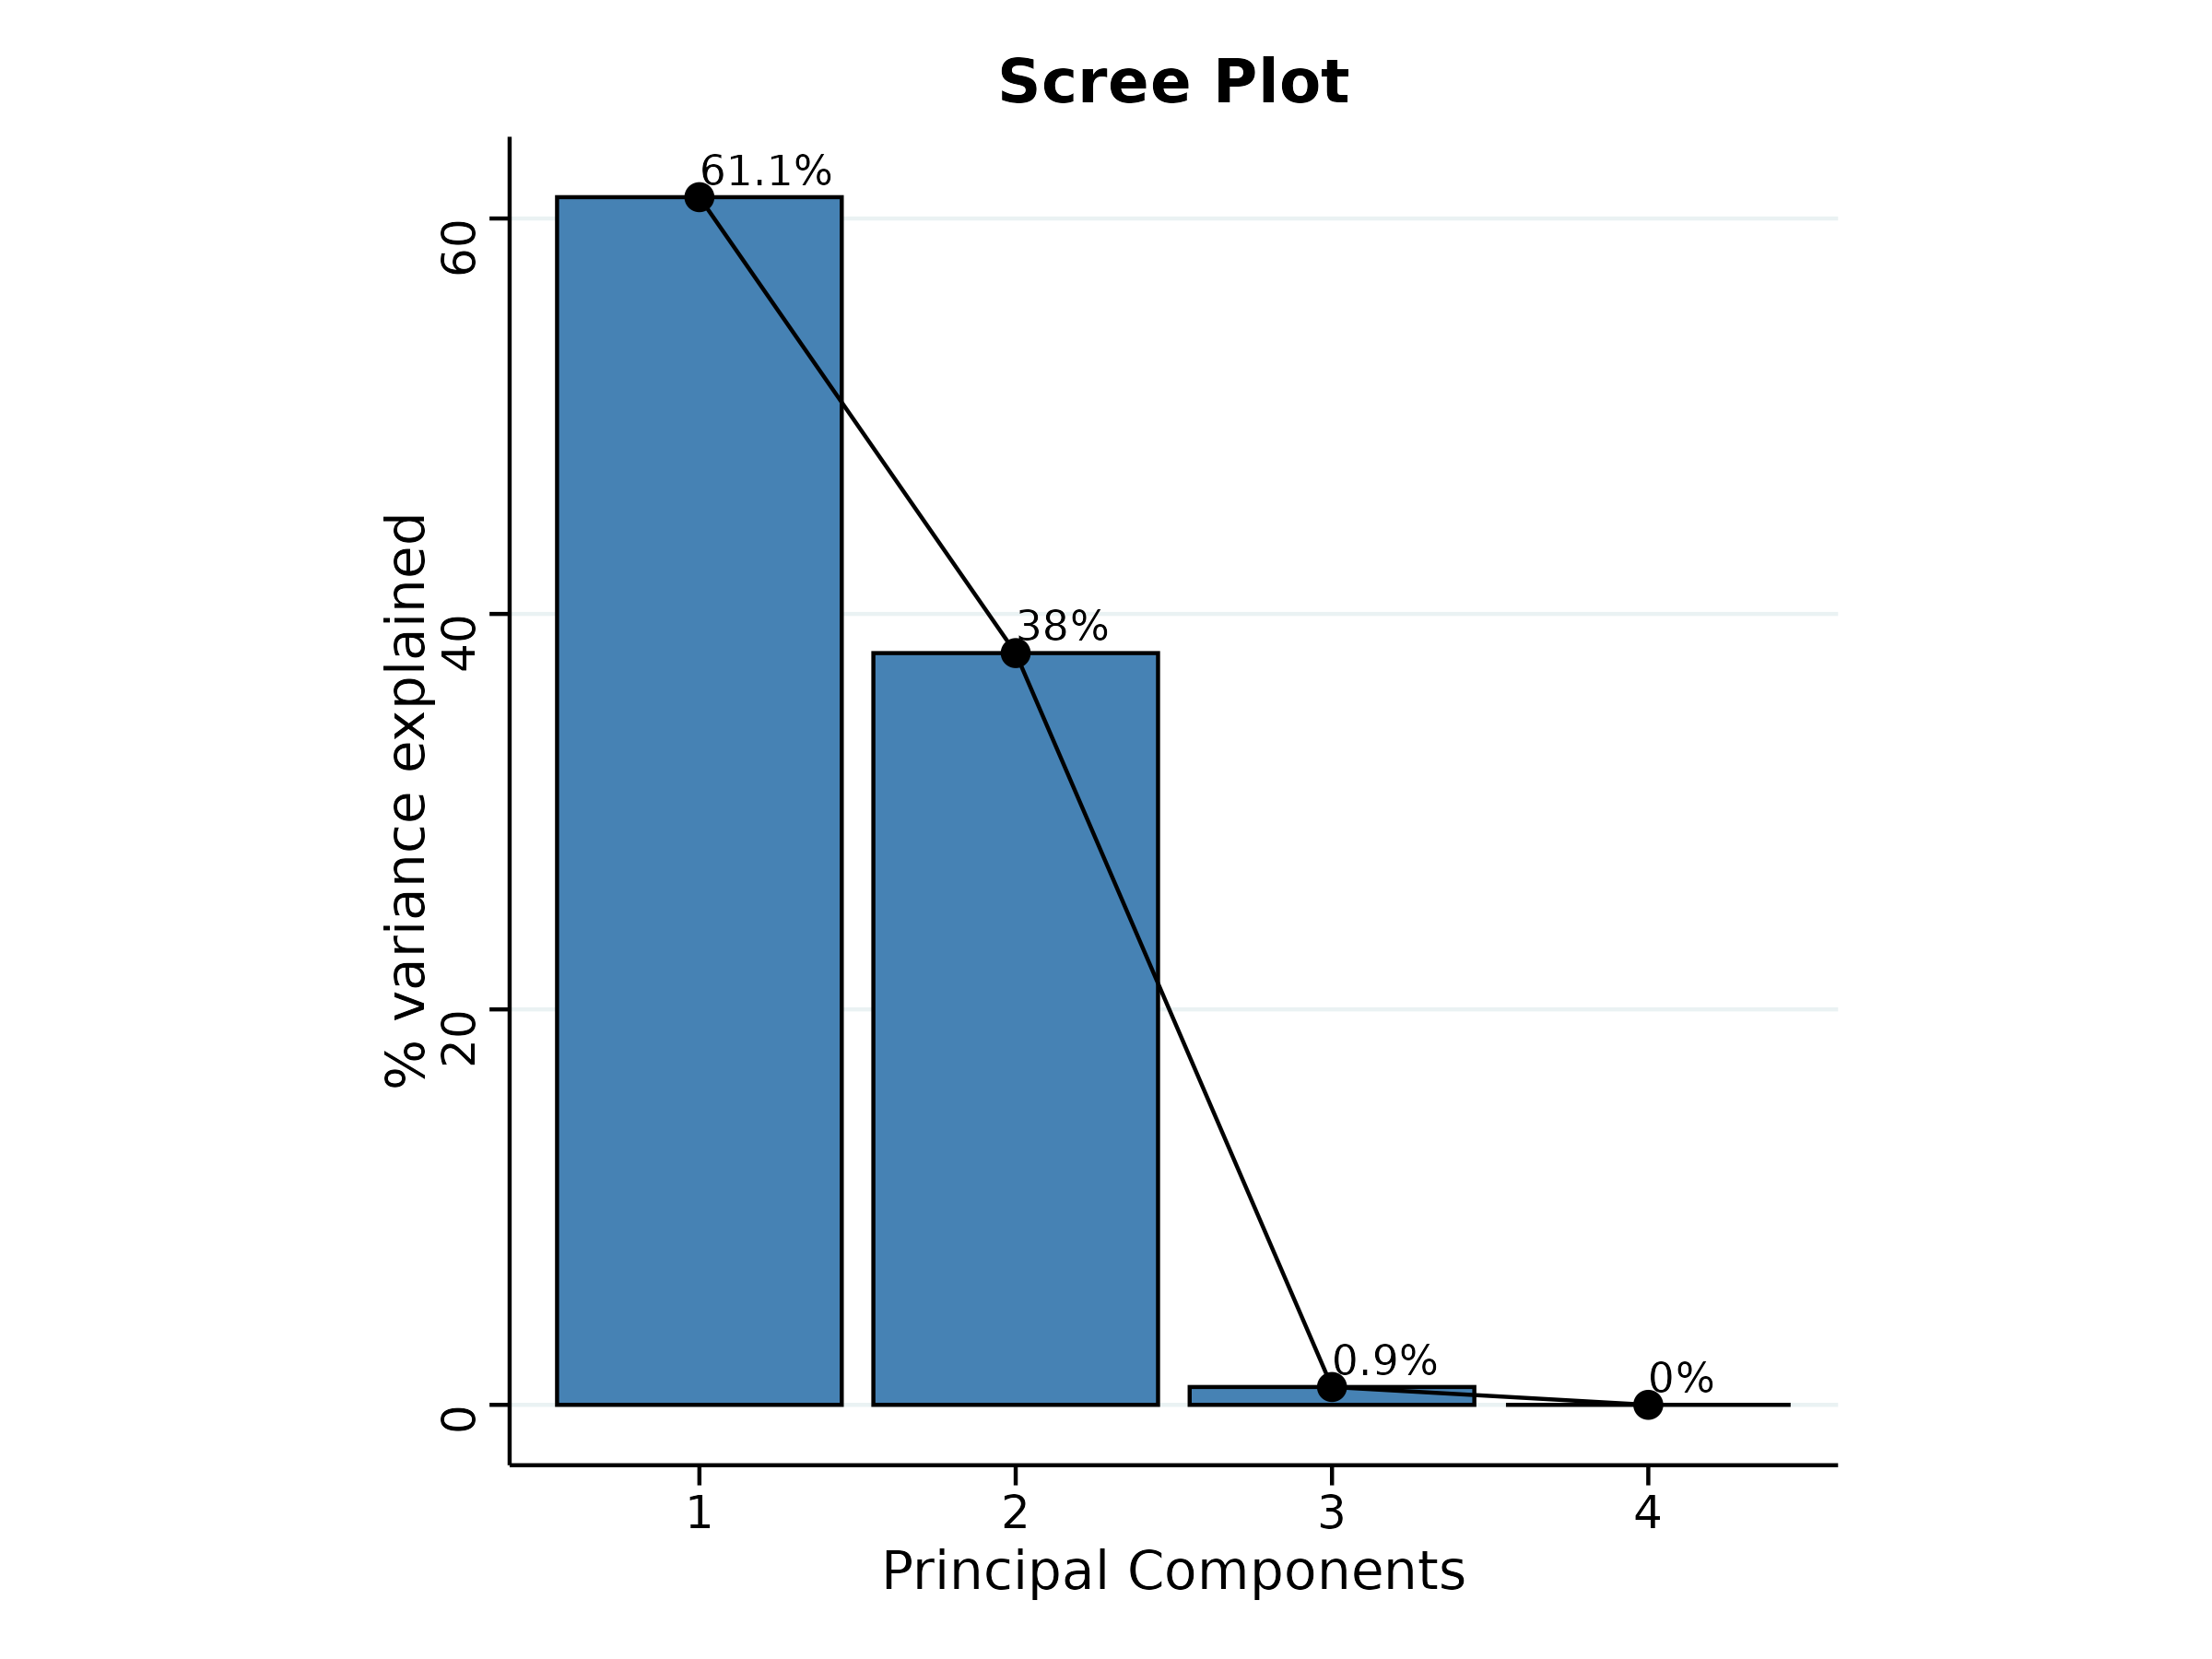 Scree Plot
61.1%
38%
0.9%
0%
% variance explained
60
40
20
0
1 2 3 4
Principal Components